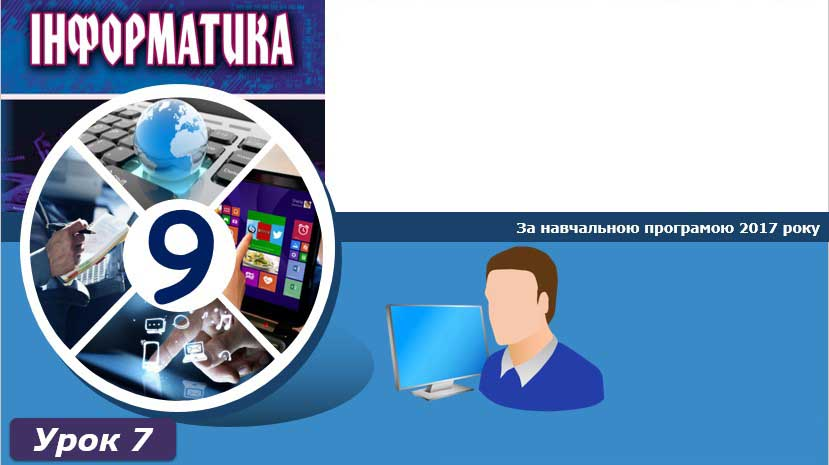 ІНФОРМАТИКА
За навчальною програмою 2017 року
9
Урок 7